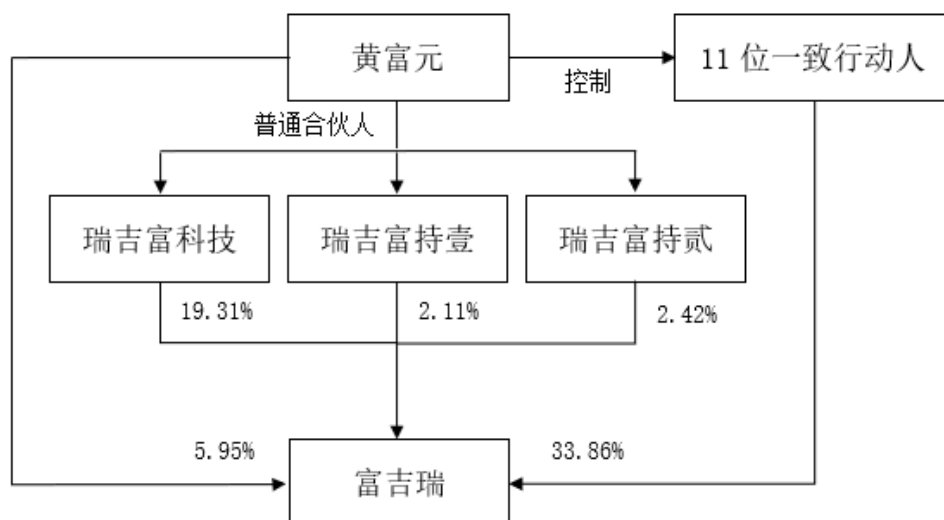 黄富元
11 位一致行动人
控制
普通合伙人
瑞吉富科技
瑞吉富持壹
瑞吉富持贰
19.31%
2.11%
2.42%
5.95%
33.86%
富吉瑞